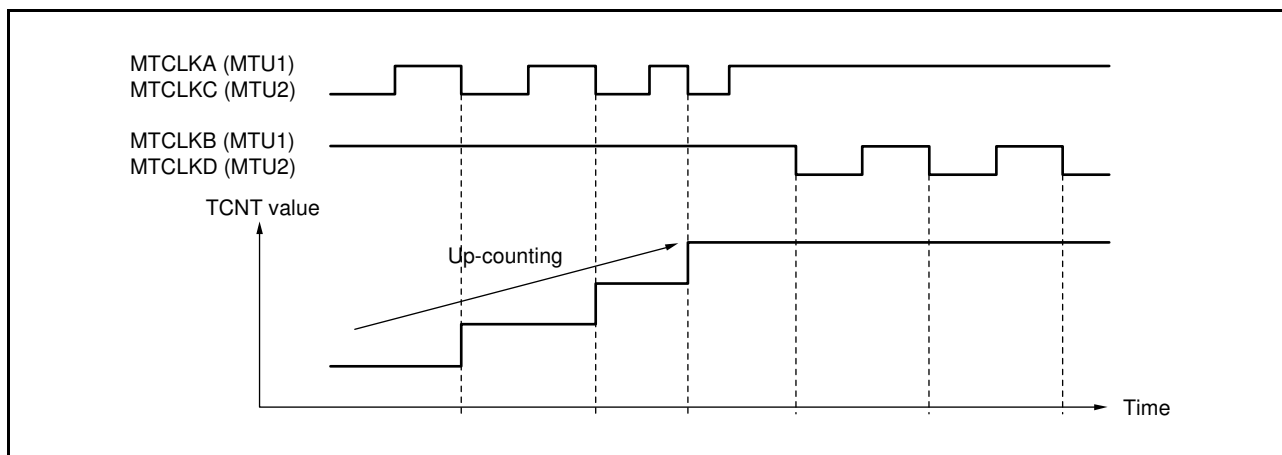 MTCLKA (MTU1)
MTCLKC (MTU2)
MTCLKB (MTU1)
MTCLKD (MTU2)
TCNT value
Up-counting
Time